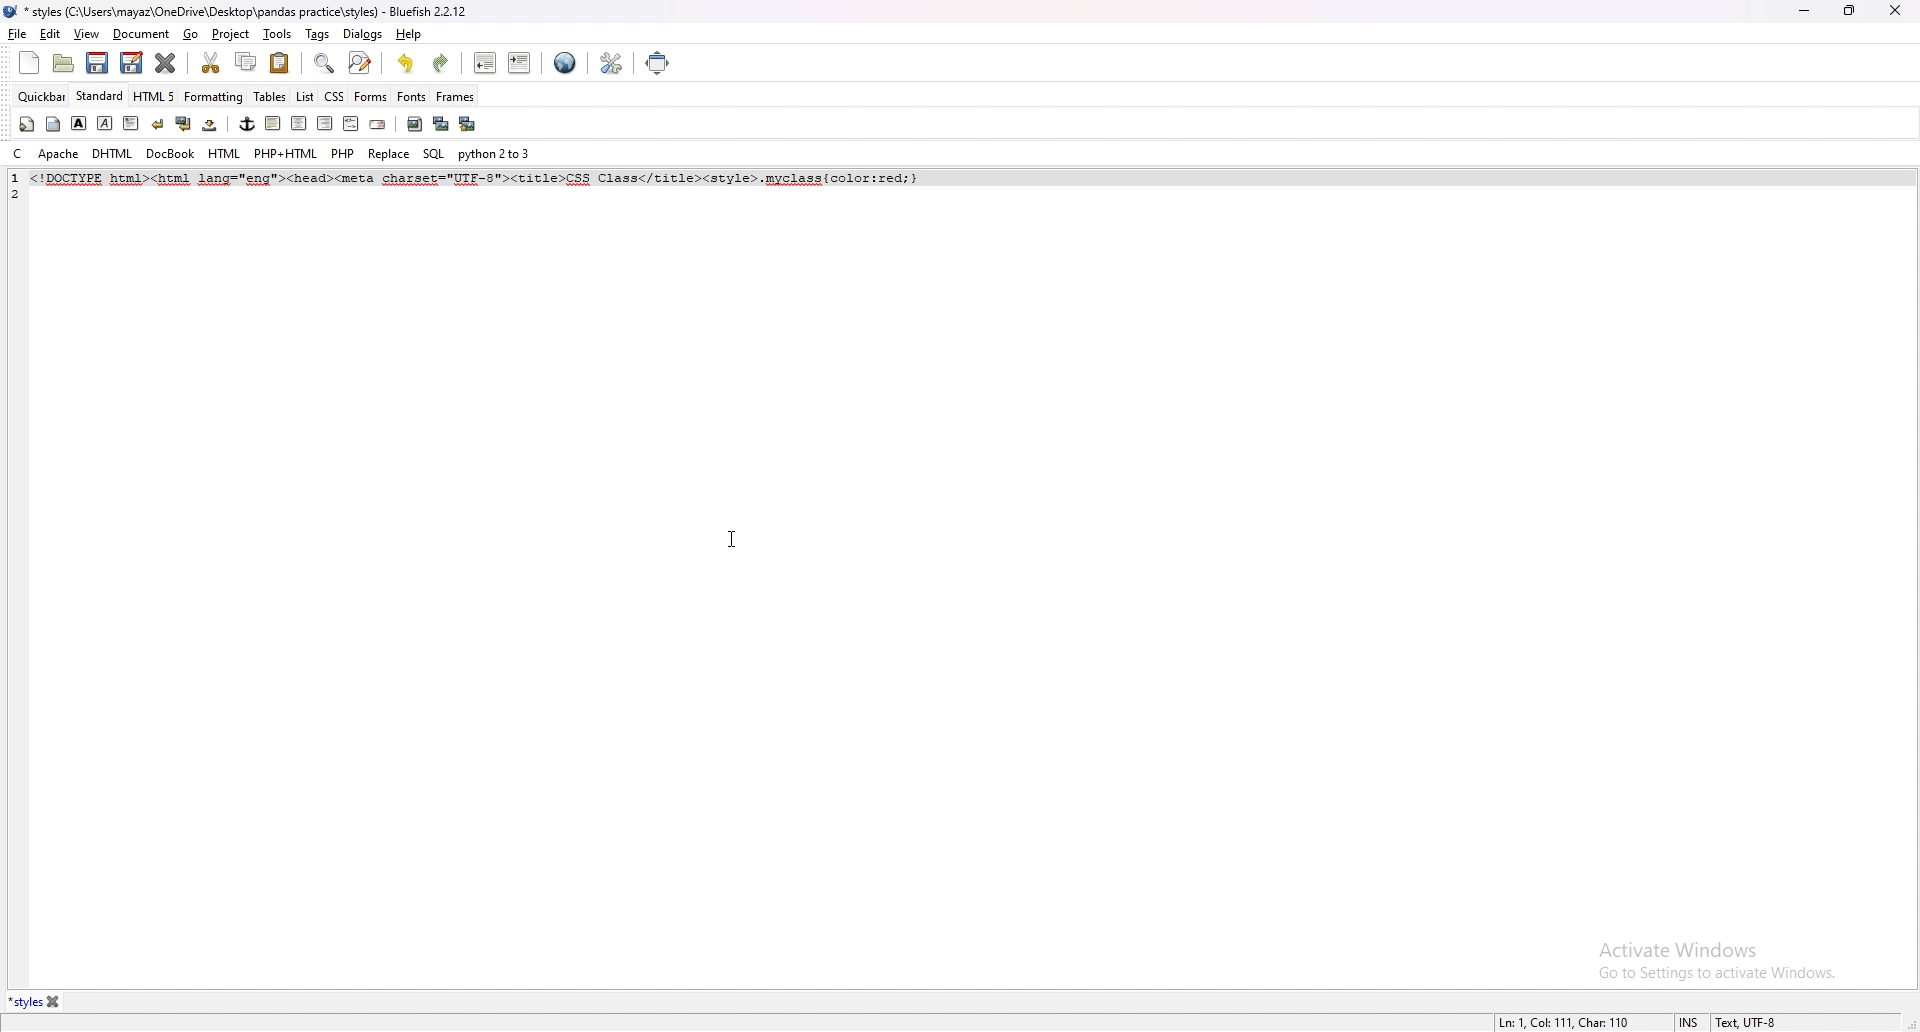 * styles (C:\Users\mayaz\OneDrive\Desktop\pandas practice\styles) - Bluefish 2.2.12
File Edit View Document Go Project Tools Tags Dialogs Help
Quickbar Standard HTML 5 Formatting Tables List CSS Forms Fonts Frames
C Apache DHTML DocBook HTML PHP+HTML PHP Replace SQL python 2 to 3
1 <!DOCTYPE html><html lang="eng"><head><meta charset="UTF-8"><title>CSS Class</title><style>.myclass{color:red;}
2
Activate Windows
Go to Settings to activate Windows.
*styles
Ln: 1, Col: 111, Char: 110 INS Text, UTF-8